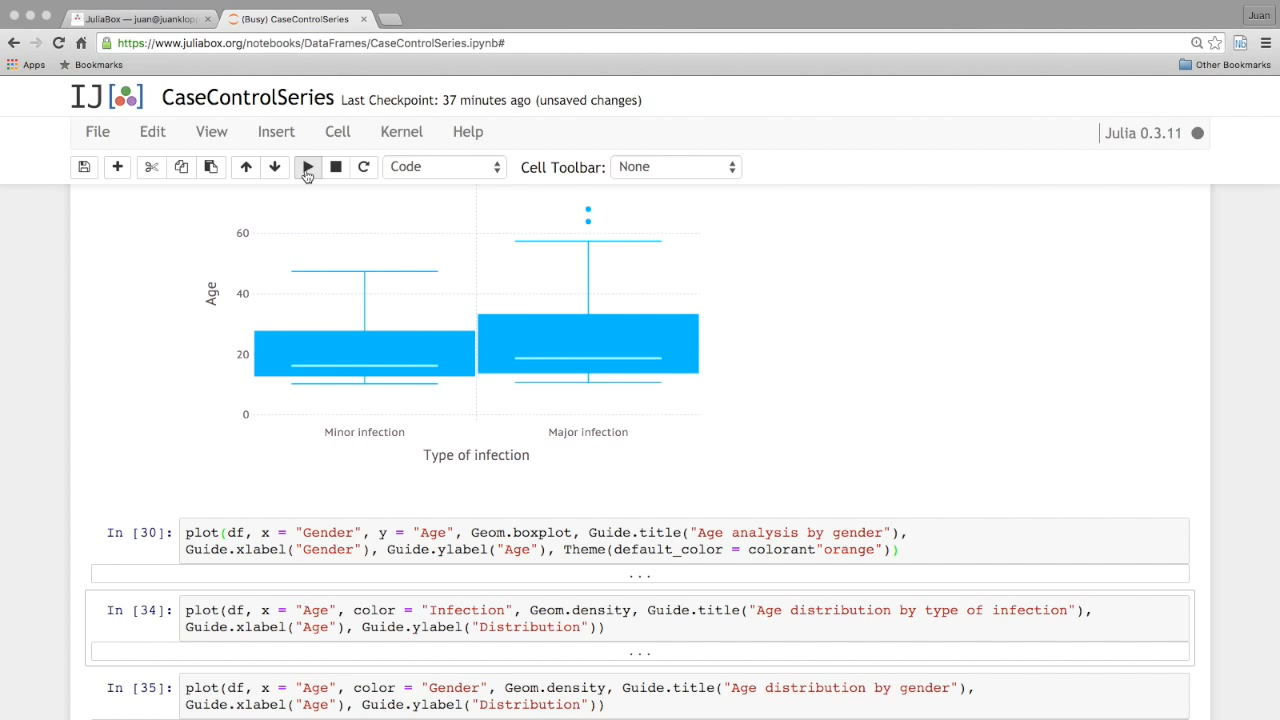 JuliaBox — juan@juanklopp
(Busy) CaseControlSeries
Juan
https://www.juliabox.org/notebooks/DataFrames/CaseControlSeries.ipynb#
Apps
Bookmarks
Other Bookmarks
IJ[ ] CaseControlSeries Last Checkpoint: 37 minutes ago (unsaved changes)
File Edit View Insert Cell Kernel Help
Julia 0.3.11
Code
Cell Toolbar: None
60
40
20
0
Age
Minor infection
Major infection
Type of infection
In [30]: plot(df, x = "Gender", y = "Age", Geom.boxplot, Guide.title("Age analysis by gender"),
Guide.xlabel("Gender"), Guide.ylabel("Age"), Theme(default_color = colorant"orange"))
...
In [34]: plot(df, x = "Age", color = "Infection", Geom.density, Guide.title("Age distribution by type of infection"),
Guide.xlabel("Age"), Guide.ylabel("Distribution"))
...
In [35]: plot(df, x = "Age", color = "Gender", Geom.density, Guide.title("Age distribution by gender"),
Guide.xlabel("Age"), Guide.ylabel("Distribution"))